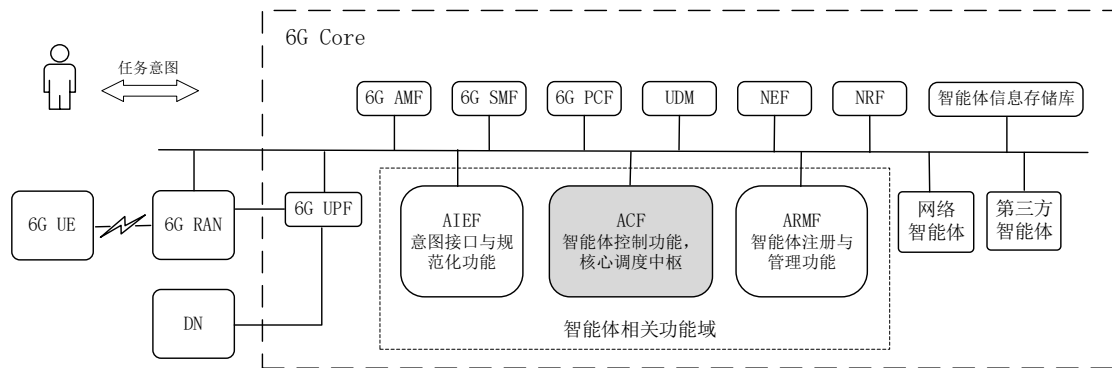 6G Core
任务意图
6G AMF
6G SMF
6G PCF
UDM
NEF
NRF
智能体信息存储库
6G UE
6G RAN
6G UPF
AIEF
意图接口与规
范化功能
ACF
智能体控制功能，
核心调度中枢
ARMF
智能体注册与
管理功能
网络
智能体
第三方
智能体
DN
智能体相关功能域